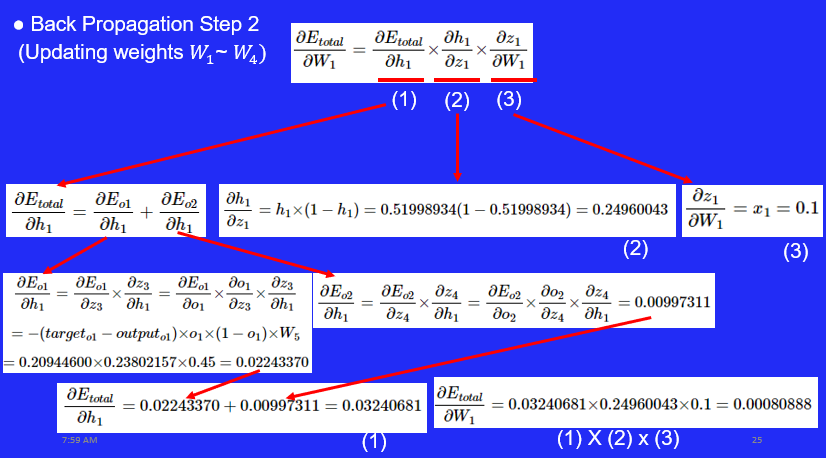 ● Back Propagation Step 2
(Updating weights W₁~ W₄)
∂E_total/∂W₁ = ∂E_total/∂h₁ × ∂h₁/∂z₁ × ∂z₁/∂W₁
(1) (2) (3)
∂E_total/∂h₁ = ∂E_o1/∂h₁ + ∂E_o2/∂h₁
∂h₁/∂z₁ = h₁×(1 − h₁) = 0.51998934(1 − 0.51998934) = 0.24960043
(2)
∂z₁/∂W₁ = x₁ = 0.1
(3)
∂E_o1/∂h₁ = ∂E_o1/∂z₃ × ∂z₃/∂h₁ = ∂E_o1/∂o₁ × ∂o₁/∂z₃ × ∂z₃/∂h₁
= −(target_o1 − output_o1)×o₁×(1 − o₁)×W₅
= 0.20944600×0.23802157×0.45 = 0.02243370
∂E_o2/∂h₁ = ∂E_o2/∂z₄ × ∂z₄/∂h₁ = ∂E_o2/∂o₂ × ∂o₂/∂z₄ × ∂z₄/∂h₁ = 0.00997311
∂E_total/∂h₁ = 0.02243370 + 0.00997311 = 0.03240681
(1)
∂E_total/∂W₁ = 0.03240681×0.24960043×0.1 = 0.00080888
(1) X (2) x (3)
7:59 AM
25